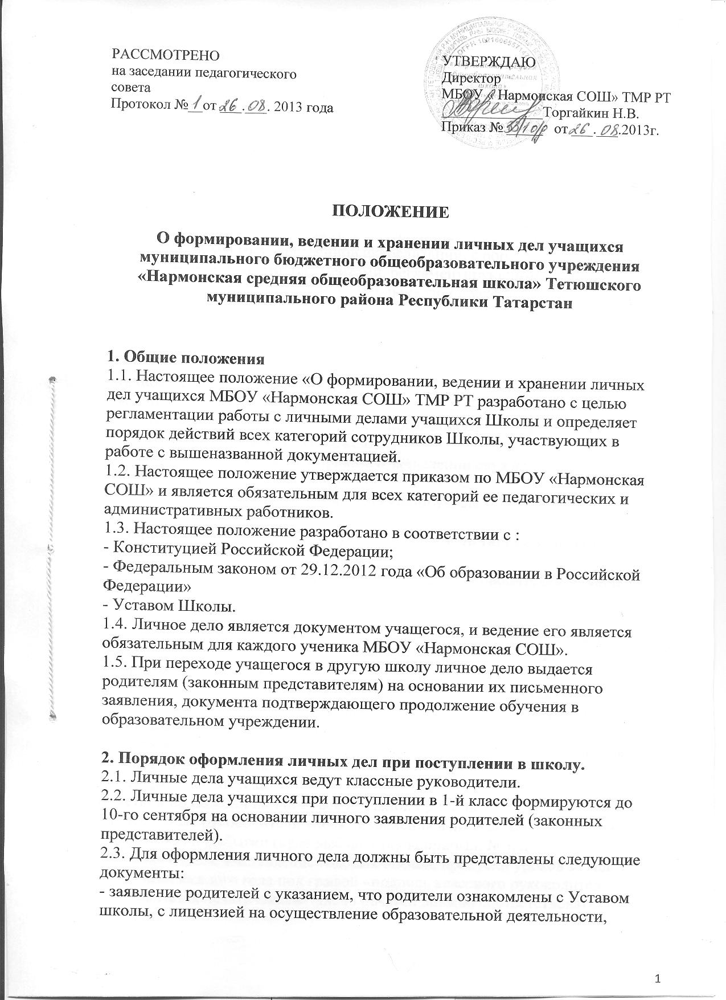 РАССМОТРЕНО
на заседании педагогического
совета
Протокол № 1 от 26 . 08 . 2013 года
УТВЕРЖДАЮ
Директор
МБОУ « Нармонская СОШ» ТМР РТ
Торгайкин Н.В.
Приказ № от 26 . 08.2013г.
ПОЛОЖЕНИЕ
О формировании, ведении и хранении личных дел учащихся
муниципального бюджетного общеобразовательного учреждения
«Нармонская средняя общеобразовательная школа» Тетюшского
муниципального района Республики Татарстан
1. Общие положения
1.1. Настоящее положение «О формировании, ведении и хранении личных
дел учащихся МБОУ «Нармонская СОШ» ТМР РТ разработано с целью
регламентации работы с личными делами учащихся Школы и определяет
порядок действий всех категорий сотрудников Школы, участвующих в
работе с вышеназванной документацией.
1.2. Настоящее положение утверждается приказом по МБОУ «Нармонская
СОШ» и является обязательным для всех категорий ее педагогических и
административных работников.
1.3. Настоящее положение разработано в соответствии с :
- Конституцией Российской Федерации;
- Федеральным законом от 29.12.2012 года «Об образовании в Российской
Федерации»
- Уставом Школы.
1.4. Личное дело является документом учащегося, и ведение его является
обязательным для каждого ученика МБОУ «Нармонская СОШ».
1.5. При переходе учащегося в другую школу личное дело выдается
родителям (законным представителям) на основании их письменного
заявления, документа подтверждающего продолжение обучения в
образовательном учреждении.
2. Порядок оформления личных дел при поступлении в школу.
2.1. Личные дела учащихся ведут классные руководители.
2.2. Личные дела учащихся при поступлении в 1-й класс формируются до
10-го сентября на основании личного заявления родителей (законных
представителей).
2.3. Для оформления личного дела должны быть представлены следующие
документы:
- заявление родителей с указанием, что родители ознакомлены с Уставом
школы, с лицензией на осуществление образовательной деятельности,
1